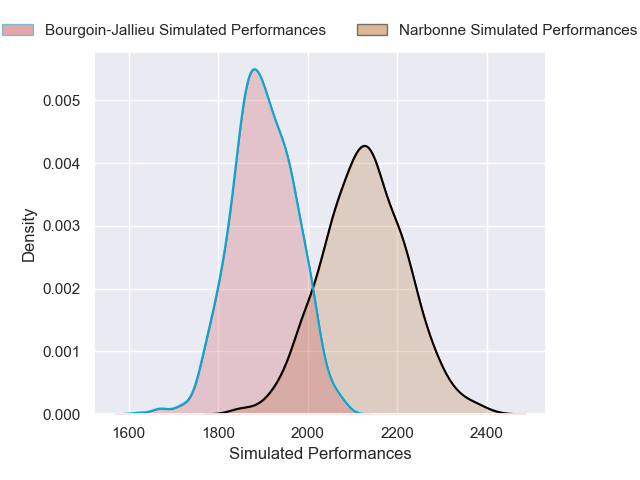 Bourgoin-Jallieu Simulated Performances   Narbonne Simulated Performances
0.005
0.004
0.003
0.002
0.001
0.000
Density
1600 1800 2000 2200 2400
Simulated Performances